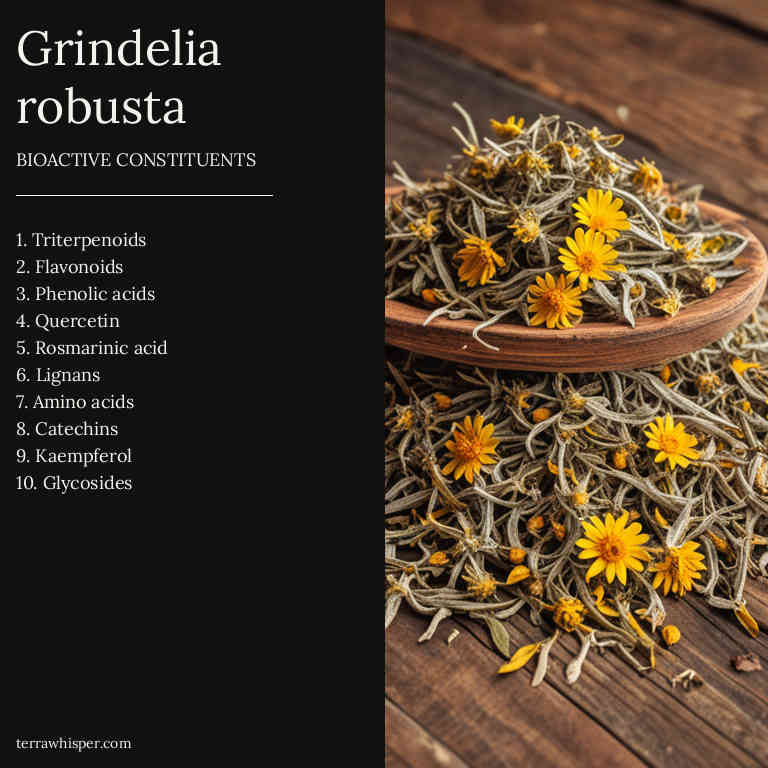 Grindelia
robusta
BIOACTIVE CONSTITUENTS
1. Triterpenoids
2. Flavonoids
3. Phenolic acids
4. Quercetin
5. Rosmarinic acid
6. Lignans
7. Amino acids
8. Catechins
9. Kaempferol
10. Glycosides
terrawhisper.com